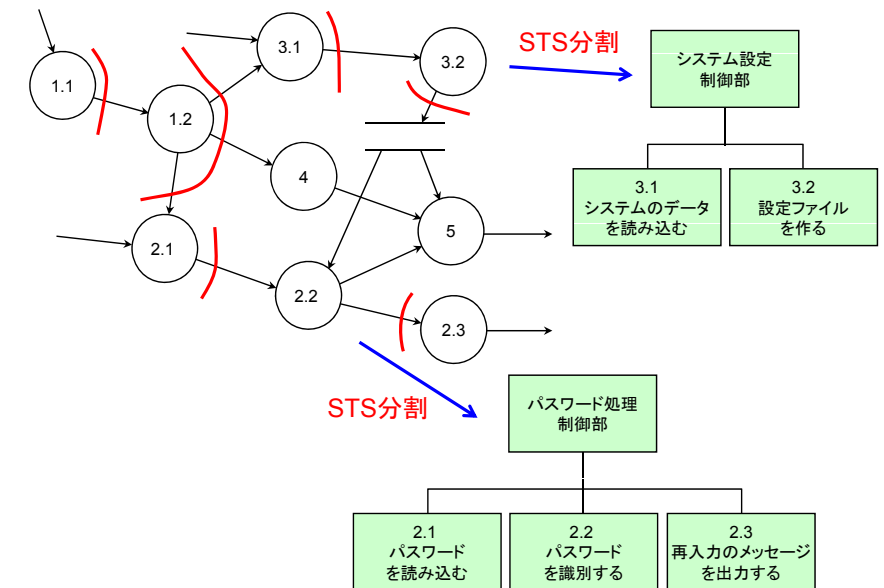 3.1
STS分割
3.2
システム設定
制御部
1.1
1.2
4
3.1
システムのデータ
を読み込む
3.2
設定ファイル
を作る
5
2.1
2.2
2.3
STS分割
パスワード処理
制御部
2.1
パスワード
を読み込む
2.2
パスワード
を識別する
2.3
再入力のメッセージ
を出力する